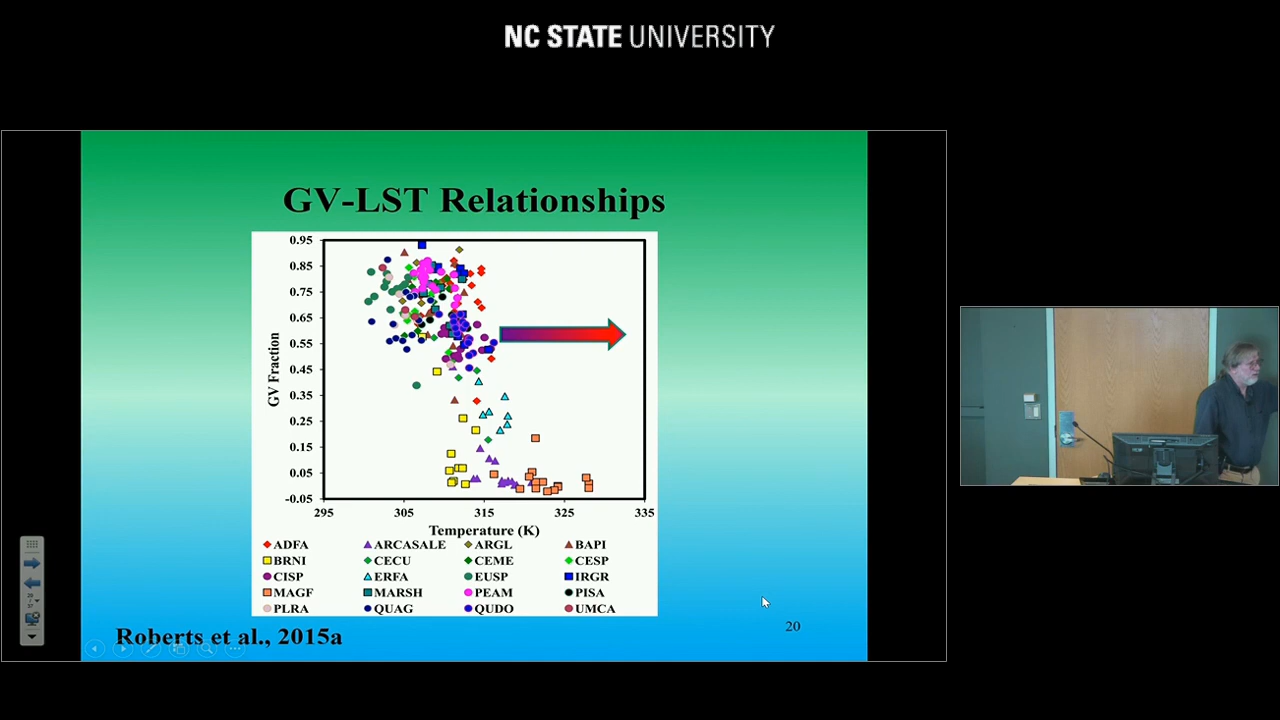 NC STATE UNIVERSITY
GV-LST Relationships
0.95
0.85
0.75
0.65
0.55
0.45
0.35
0.25
0.15
0.05
-0.05
GV Fraction
295 305 315 325 335
Temperature (K)
ADFA ARCASALE ARGL BAPI
BRNI CECU CEME CESP
CISP ERFA EUSP IRGR
MAGF MARSH PEAM PISA
PLRA QUAG QUDO UMCA
Roberts et al., 2015a
20